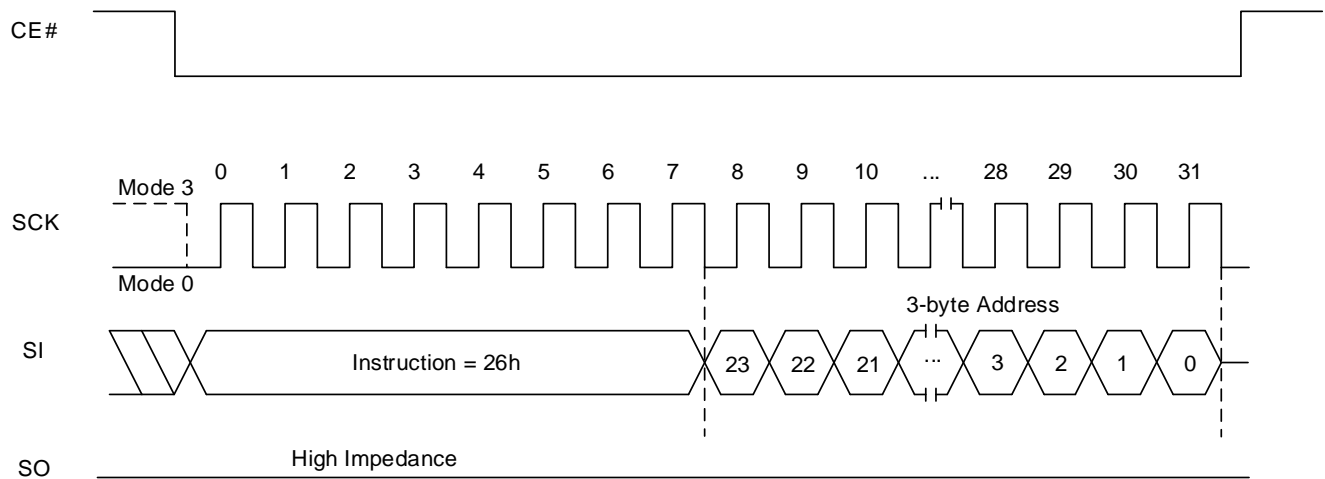 CE#
0 1 2 3 4 5 6 7 8 9 10 ... 28 29 30 31
Mode 3
SCK
Mode 0
3-byte Address
SI
Instruction = 26h 23 22 21 ... 3 2 1 0
High Impedance
SO